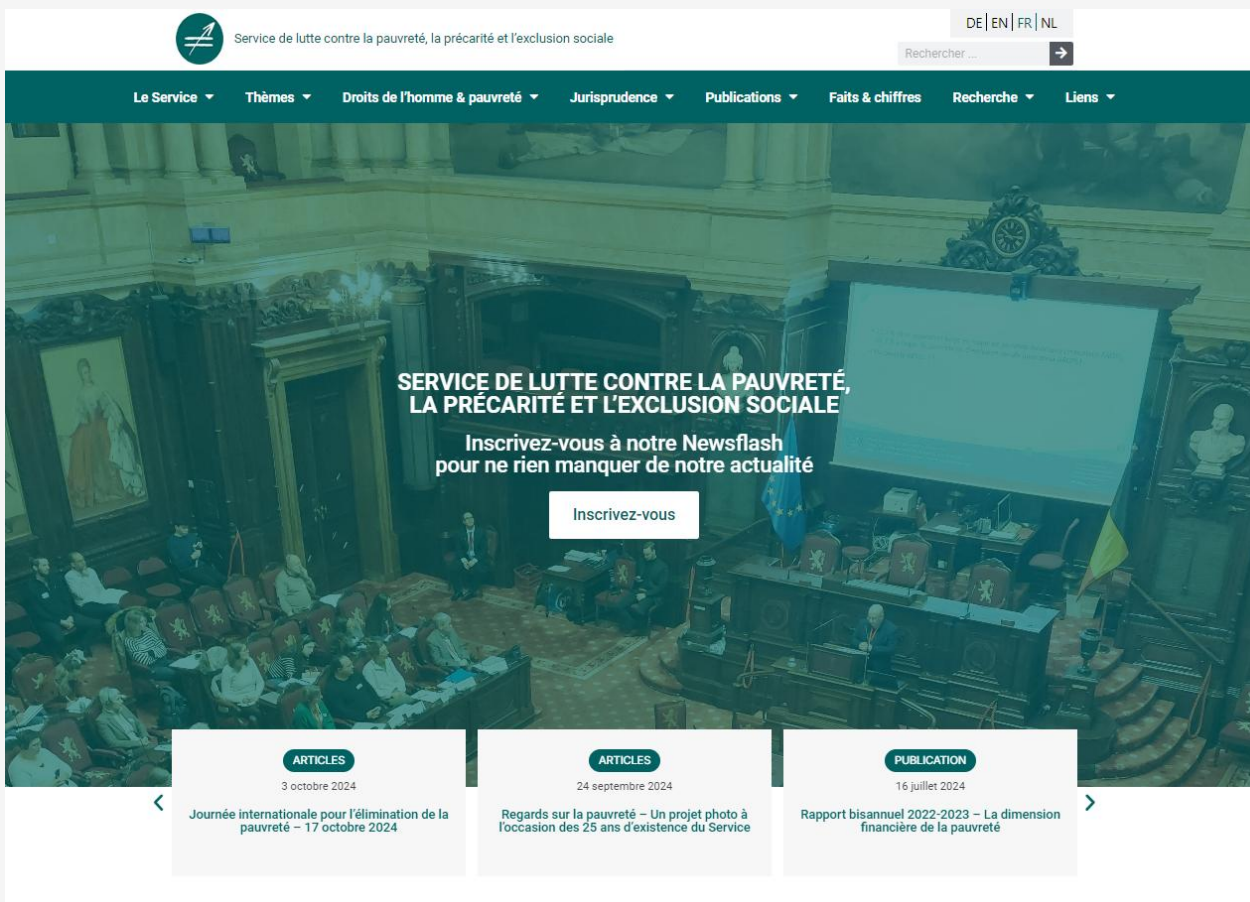 Service de lutte contre la pauvreté, la précarité et l'exclusion sociale
DE EN FR NL
Rechercher ...
Le Service
Thèmes
Droits de l'homme & pauvreté
Jurisprudence
Publications
Faits & chiffres
Recherche
Liens
SERVICE DE LUTTE CONTRE LA PAUVRETÉ,
LA PRÉCARITÉ ET L'EXCLUSION SOCIALE
Inscrivez-vous à notre Newsflash
pour ne rien manquer de notre actualité
Inscrivez-vous
ARTICLES
3 octobre 2024
Journée internationale pour l'élimination de la
pauvreté – 17 octobre 2024
ARTICLES
24 septembre 2024
Regards sur la pauvreté – Un projet photo à
l'occasion des 25 ans d'existence du Service
PUBLICATION
16 juillet 2024
Rapport bisannuel 2022-2023 – La dimension
financière de la pauvreté